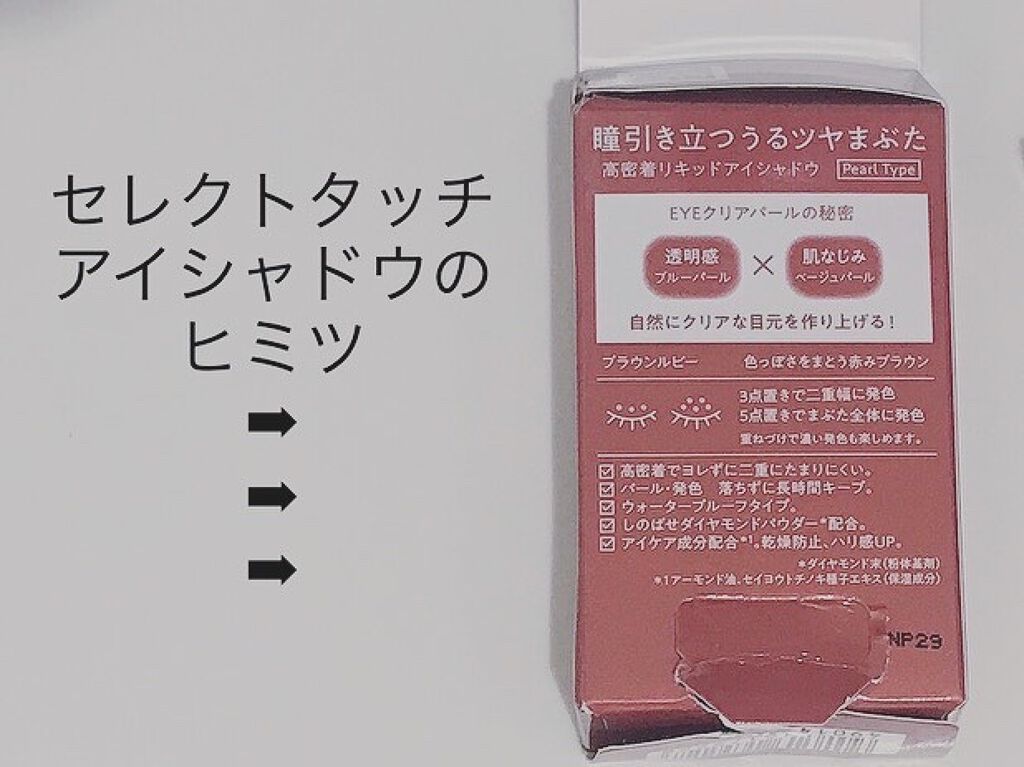 セレクトタッチ
アイシャドウの
ヒミツ
瞳引き立つうるツヤまぶた
高密着リキッドアイシャドウ Pearl Type
EYEクリアパールの秘密
透明感 × 肌なじみ
ブルーパール ベージュパール
自然にクリアな目元を作り上げる！
ブラウンルビー 色っぽさをまとう赤みブラウン
3点置きで二重幅に発色
5点置きでまぶた全体に発色
重ねづけで濃い発色も楽しめます。
高密着でヨレずに二重にたまりにくい。
パール・発色 落ちずに長時間キープ。
ウォータープルーフタイプ。
しのばせダイヤモンドパウダー*配合。
アイケア成分配合*1。乾燥防止、ハリ感UP。
*ダイヤモンド末(粉体基剤)
*1アーモンド油、セイヨウトチノキ種子エキス(保湿成分)
NP29